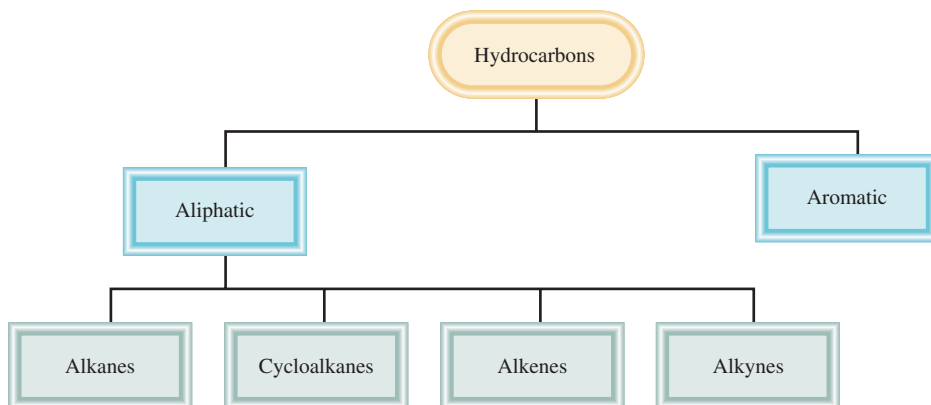 Hydrocarbons
Aliphatic
Aromatic
Alkanes
Cycloalkanes
Alkenes
Alkynes